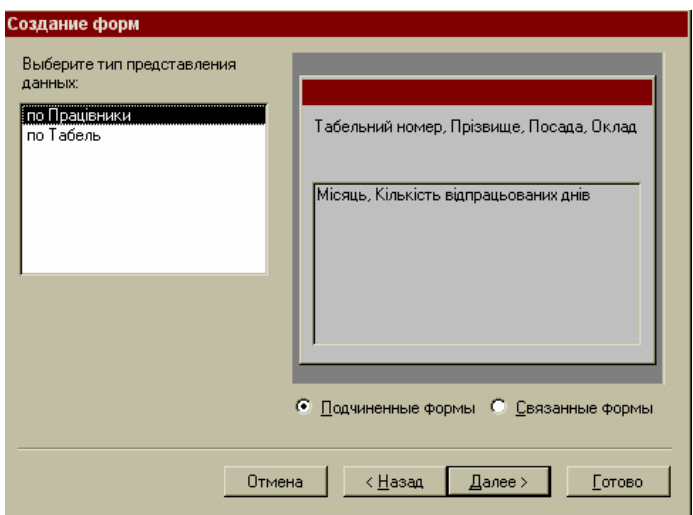 Создание форм
Выберите тип представления
данных:
по Працівники
по Табель
Табельний номер, Прізвище, Посада, Оклад
Місяць, Кількість відпрацьованих днів
Подчиненные формы
Связанные формы
Отмена
< Назад
Далее >
Готово